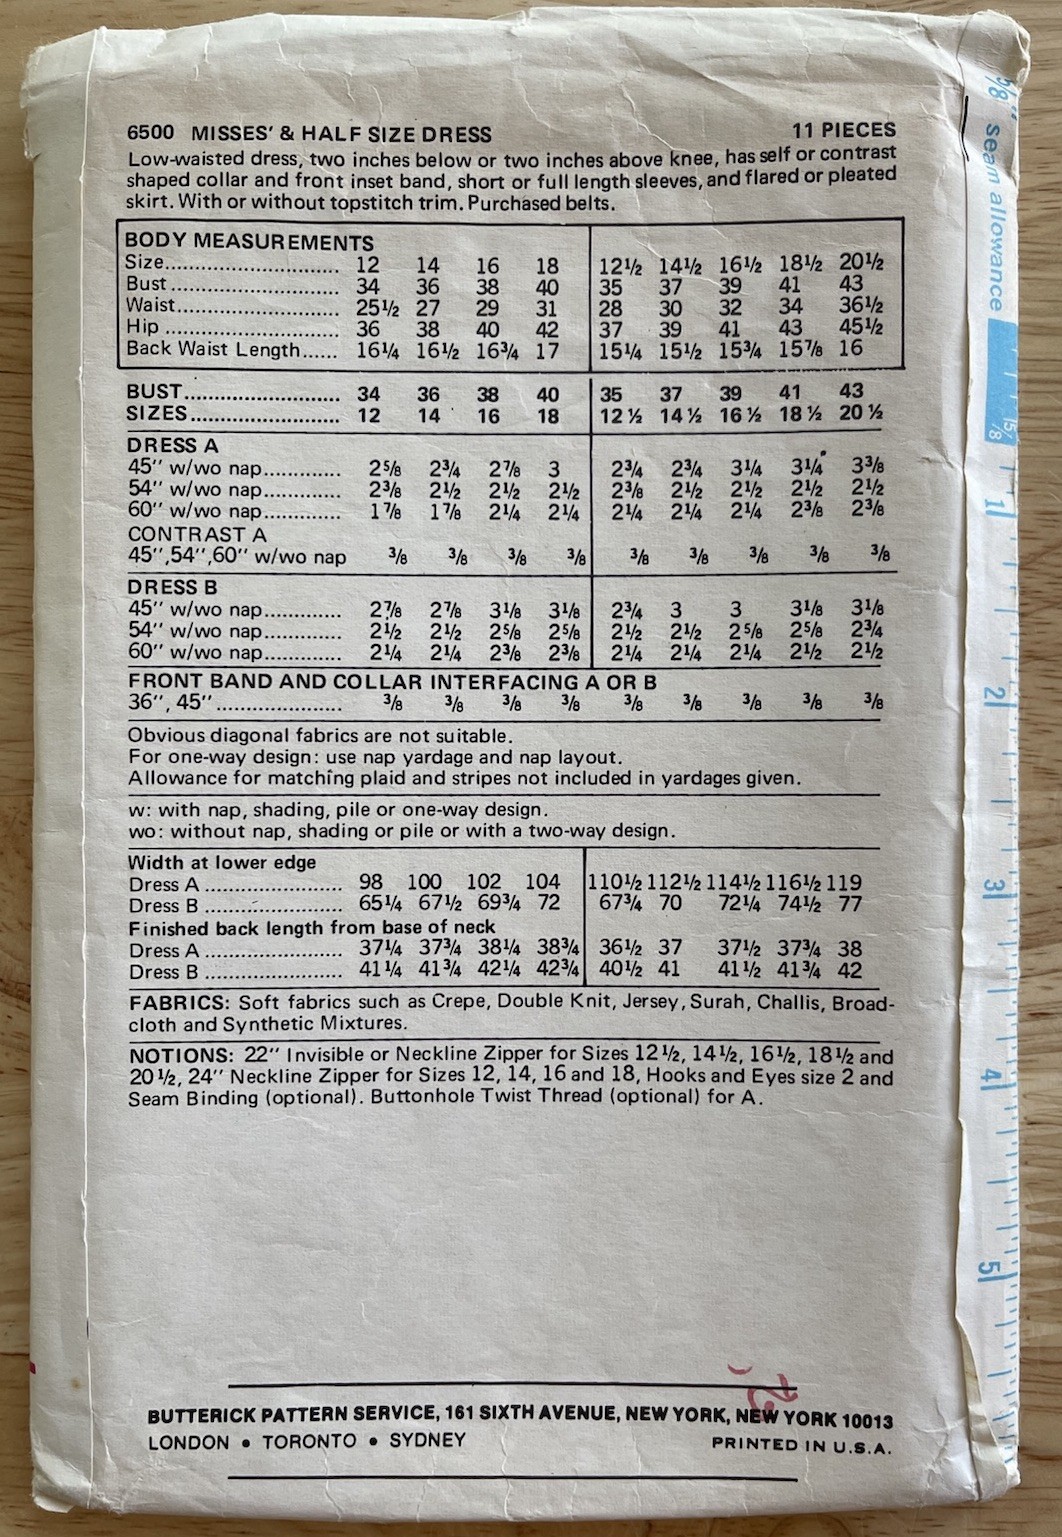 6500 MISSES' & HALF SIZE DRESS 11 PIECES
Low-waisted dress, two inches below or two inches above knee, has self or contrast
shaped collar and front inset band, short or full length sleeves, and flared or pleated
skirt. With or without topstitch trim. Purchased belts.
BODY MEASUREMENTS
Size.............................. 12 14 16 18 12½ 14½ 16½ 18½ 20½
Bust.............................. 34 36 38 40 35 37 39 41 43
Waist............................ 25½ 27 29 31 28 30 32 34 36½
Hip .............................. 36 38 40 42 37 39 41 43 45½
Back Waist Length...... 16¼ 16½ 16¾ 17 15¼ 15½ 15¾ 15⅞ 16
BUST........................... 34 36 38 40 35 37 39 41 43
SIZES.......................... 12 14 16 18 12 ½ 14 ½ 16 ½ 18 ½ 20 ½
DRESS A
45" w/wo nap............. 2⅝ 2¾ 2⅞ 3 2¾ 2¾ 3¼ 3¼ 3⅜
54" w/wo nap............. 2⅜ 2½ 2½ 2½ 2⅜ 2½ 2½ 2½ 2½
60" w/wo nap............. 1⅞ 1⅞ 2¼ 2¼ 2¼ 2¼ 2¼ 2⅜ 2⅜
CONTRAST A
45",54",60" w/wo nap ⅜ ⅜ ⅜ ⅜ ⅜ ⅜ ⅜ ⅜ ⅜
DRESS B
45" w/wo nap............. 2⅞ 2⅞ 3⅛ 3⅛ 2¾ 3 3 3⅛ 3⅛
54" w/wo nap............. 2½ 2½ 2⅝ 2⅝ 2½ 2½ 2⅝ 2⅝ 2¾
60" w/wo nap............. 2¼ 2¼ 2⅜ 2⅜ 2¼ 2¼ 2¼ 2½ 2½
FRONT BAND AND COLLAR INTERFACING A OR B
36", 45"..................... ⅜ ⅜ ⅜ ⅜ ⅜ ⅜ ⅜ ⅜ ⅜
Obvious diagonal fabrics are not suitable.
For one-way design: use nap yardage and nap layout.
Allowance for matching plaid and stripes not included in yardages given.
w: with nap, shading, pile or one-way design.
wo: without nap, shading or pile or with a two-way design.
Width at lower edge
Dress A ....................... 98 100 102 104 110½ 112½ 114½ 116½ 119
Dress B ....................... 65¼ 67½ 69¾ 72 67¾ 70 72¼ 74½ 77
Finished back length from base of neck
Dress A ....................... 37¼ 37¾ 38¼ 38¾ 36½ 37 37½ 37¾ 38
Dress B ....................... 41¼ 41¾ 42¼ 42¾ 40½ 41 41½ 41¾ 42
FABRICS: Soft fabrics such as Crepe, Double Knit, Jersey, Surah, Challis, Broad-
cloth and Synthetic Mixtures.
NOTIONS: 22" Invisible or Neckline Zipper for Sizes 12½, 14½, 16½, 18½ and
20½, 24" Neckline Zipper for Sizes 12, 14, 16 and 18, Hooks and Eyes size 2 and
Seam Binding (optional). Buttonhole Twist Thread (optional) for A.
BUTTERICK PATTERN SERVICE, 161 SIXTH AVENUE, NEW YORK, NEW YORK 10013
LONDON • TORONTO • SYDNEY PRINTED IN U.S.A.
5/8" seam allowance
5/8
1
2
3
4
5